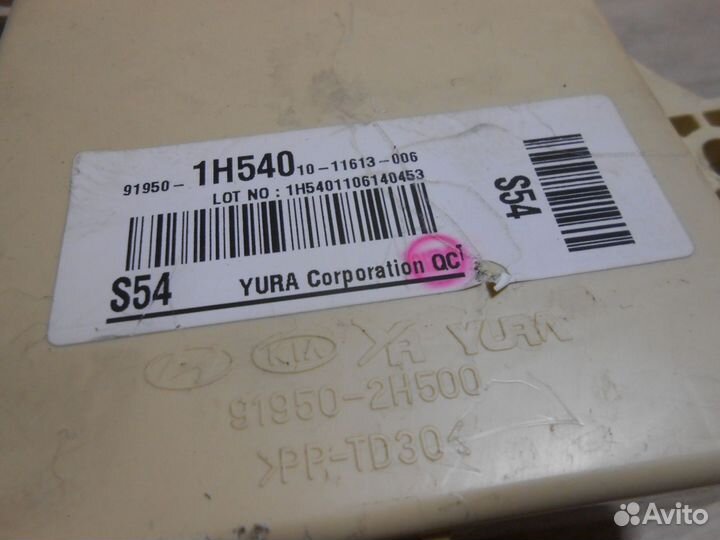 91950- 1H540 10-11613-006
LOT NO : 1H5401106140453
S54 YURA Corporation QCT
S54
KIA YURA
91950-2H500
>PP-TD30<
Avito